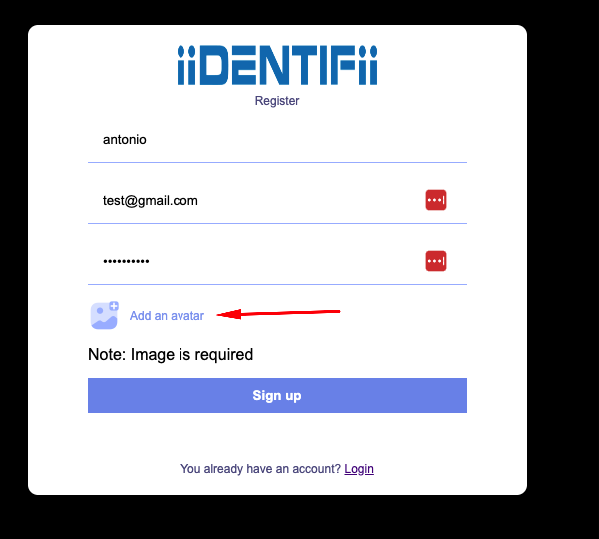 iiDENTIFii
Register
antonio
test@gmail.com
••••••••••
Add an avatar
Note: Image is required
Sign up
You already have an account? Login